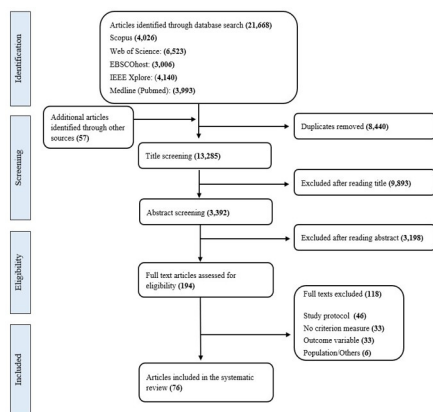 Identification
Articles identified through database search (21,668)
Scopus
(4,026)
Web of Science: (6,523)
EBSCOhost:
(3,006)
IEEE Xplore: (4,140)
Medline (Pubmed): (3,993)
Additional articles
identified through other
sources (57)
Duplicates removed (8,440)
Screening
Title screening (13,285)
Excluded after reading title (9,893)
Abstract screening (3,392)
Excluded after reading abstract (3,198)
Eligibility
Full text articles assessed for
eligibility
(194)
Full texts excluded (118)
Study protocol (46)
No criterion measure (33)
Outcome variable (33)
Population/Others (6)
Included
Articles included in the systematic
review (76)